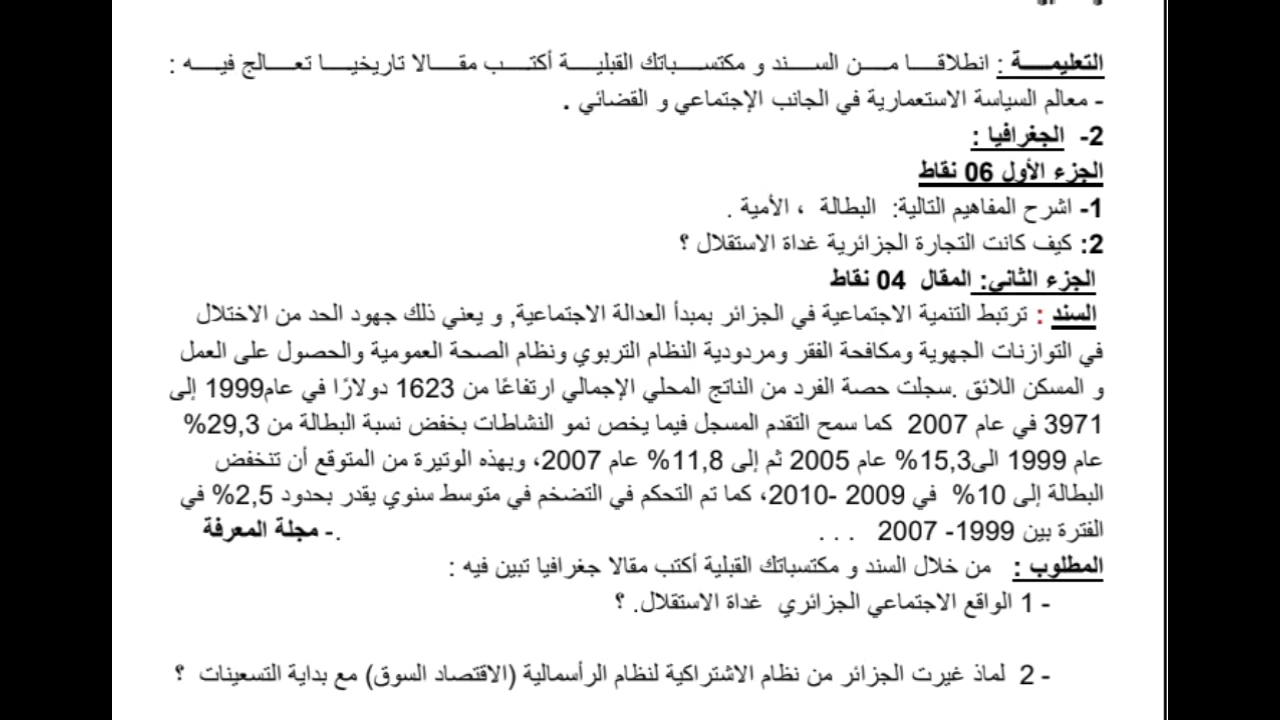 التعليمة : انطلاقا من السند و مكتسباتك القبلية أكتب مقالا تاريخيا تعالج فيه :
- معالم السياسة الاستعمارية في الجانب الإجتماعي و القضائي .
2- الجغرافيا :
الجزء الأول 06 نقاط
1- اشرح المفاهيم التالية: البطالة ، الأمية .
2: كيف كانت التجارة الجزائرية غداة الاستقلال ؟
الجزء الثاني: المقال 04 نقاط
السند : ترتبط التنمية الاجتماعية في الجزائر بمبدأ العدالة الاجتماعية, و يعني ذلك جهود الحد من الاختلال
في التوازنات الجهوية ومكافحة الفقر ومردودية النظام التربوي ونظام الصحة العمومية والحصول على العمل
و المسكن اللائق .سجلت حصة الفرد من الناتج المحلي الإجمالي ارتفاعًا من 1623 دولارًا في عام1999 إلى
3971 في عام 2007 كما سمح التقدم المسجل فيما يخص نمو النشاطات بخفض نسبة البطالة من 29,3%
عام 1999 الى15,3% عام 2005 ثم إلى 11,8% عام 2007، وبهذه الوتيرة من المتوقع أن تنخفض
البطالة إلى 10% في 2009 -2010، كما تم التحكم في التضخم في متوسط سنوي يقدر بحدود 2,5% في
الفترة بين 1999- 2007 . . . .- مجلة المعرفة
المطلوب : من خلال السند و مكتسباتك القبلية أكتب مقالا جغرافيا تبين فيه :
- 1 الواقع الاجتماعي الجزائري غداة الاستقلال. ؟
- 2 لماذ غيرت الجزائر من نظام الاشتراكية لنظام الرأسمالية (الاقتصاد السوق) مع بداية التسعينات ؟